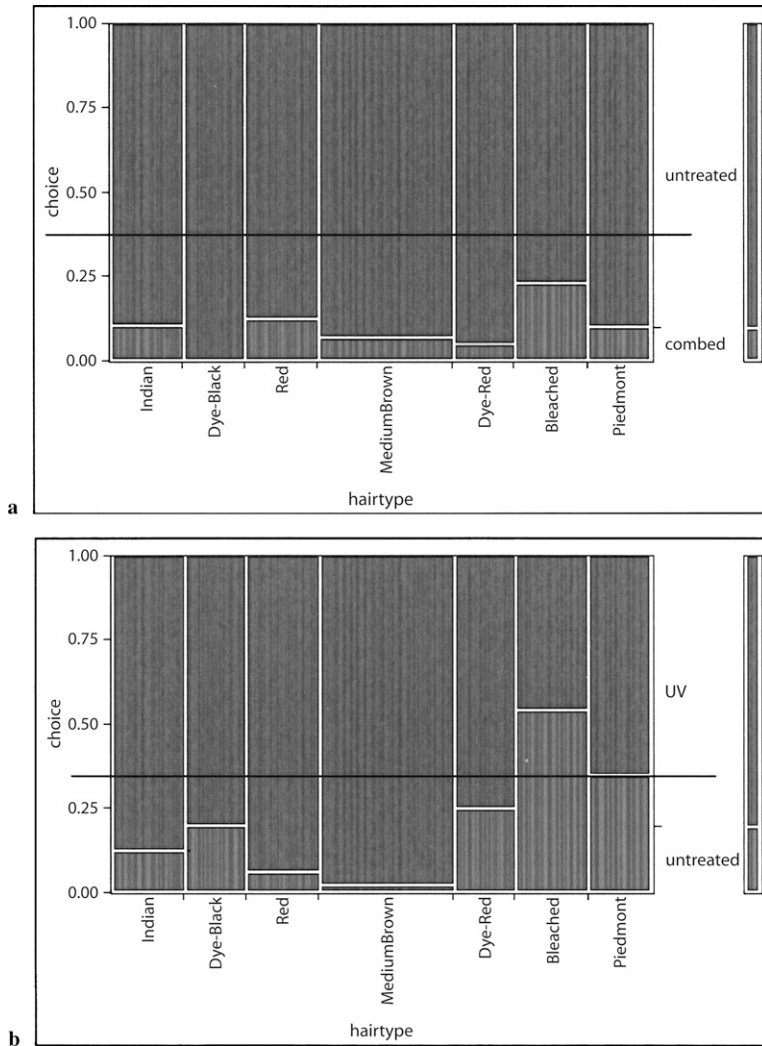 1.00
0.75
0.50
0.25
0.00
choice
untreated
combed
Indian
Dye-Black
Red
MediumBrown
Dye-Red
Bleached
Piedmont
hairtype
a
1.00
0.75
0.50
0.25
0.00
choice
UV
untreated
Indian
Dye-Black
Red
MediumBrown
Dye-Red
Bleached
Piedmont
hairtype
b